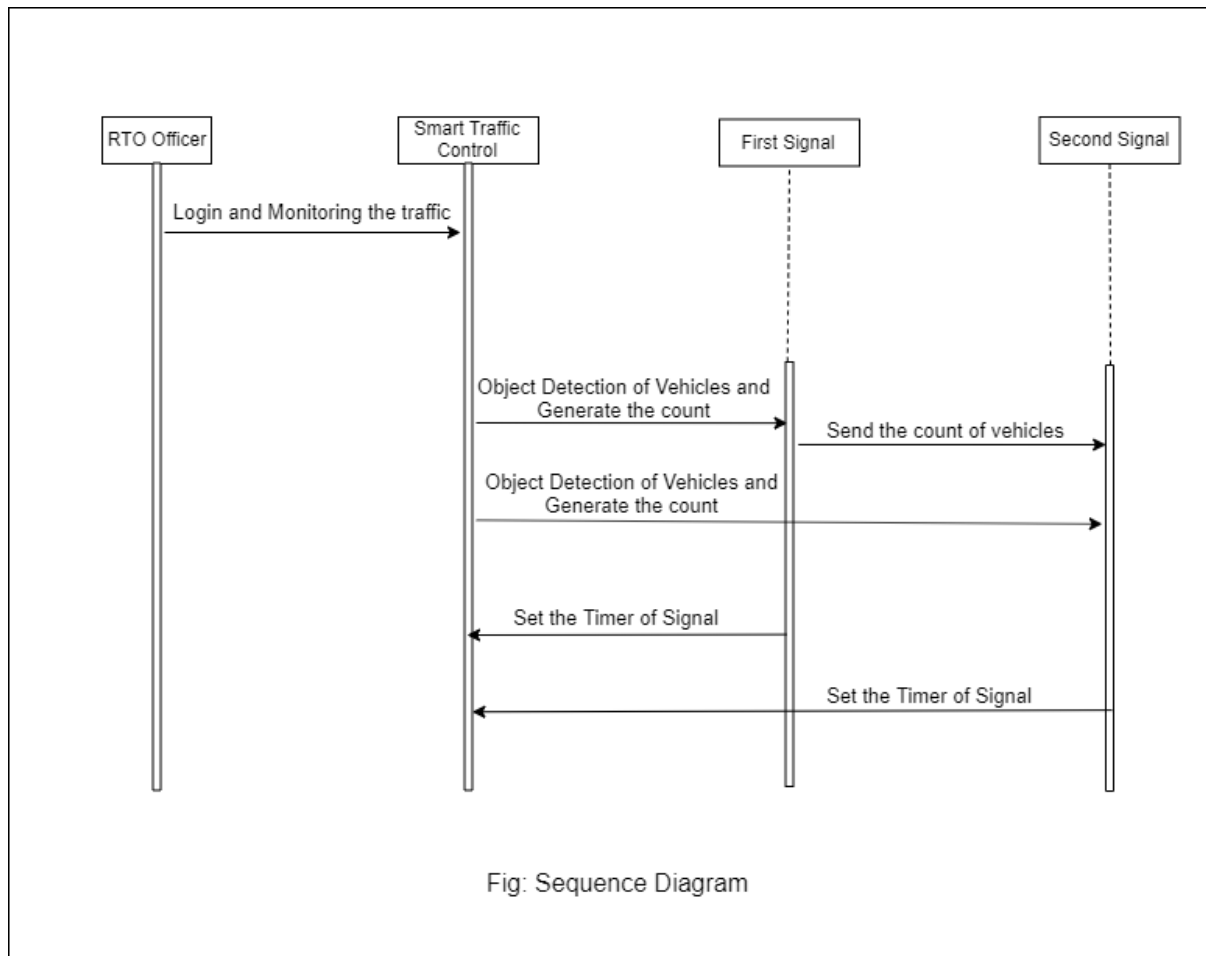 RTO Officer
Smart Traffic
Control
First Signal
Second Signal
Login and Monitoring the traffic
Object Detection of Vehicles and
Generate the count
Send the count of vehicles
Object Detection of Vehicles and
Generate the count
Set the Timer of Signal
Set the Timer of Signal
Fig: Sequence Diagram